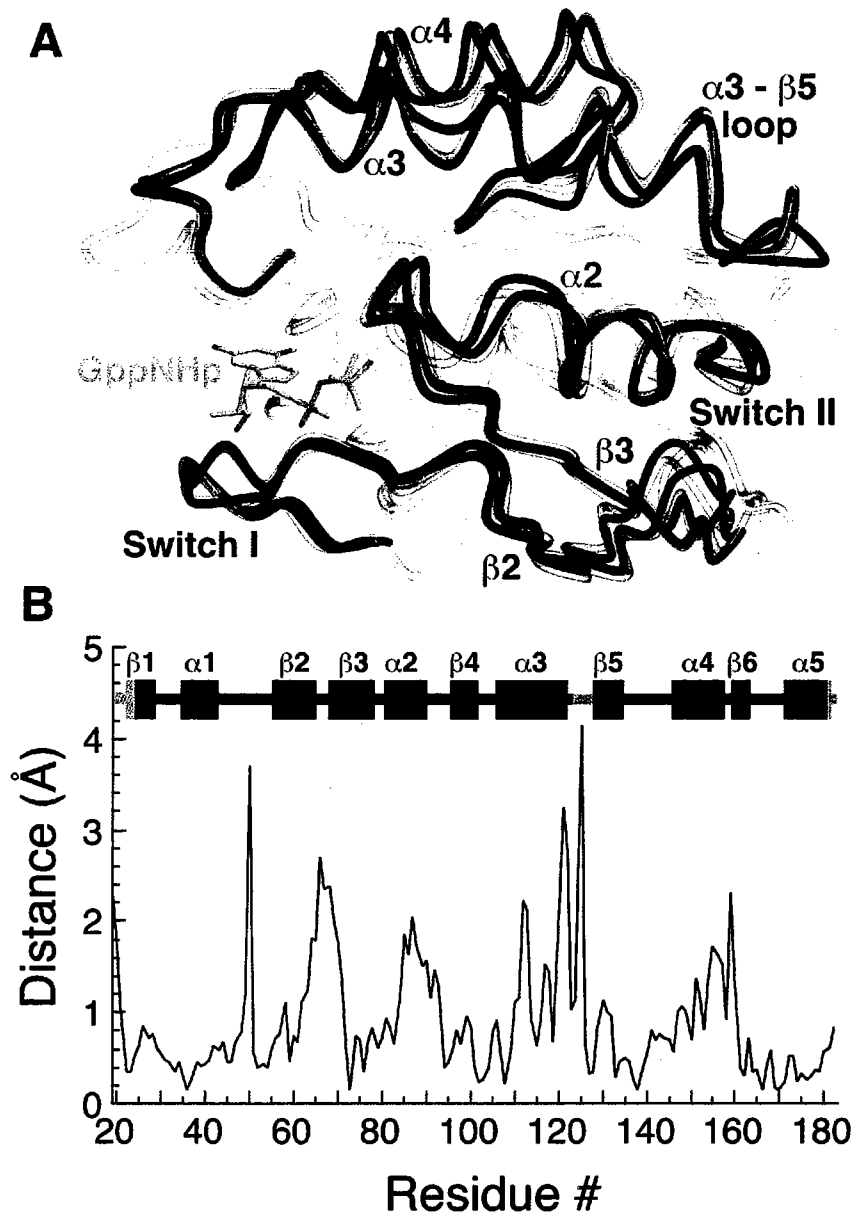 A
α4
α3 - β5
loop
α3
α2
GppNHp
Switch II
β3
Switch I
β2
B
β1 α1 β2 β3 α2 β4 α3 β5 α4 β6 α5
5
4
3
2
1
0
Distance (Å)
20 40 60 80 100 120 140 160 180
Residue #